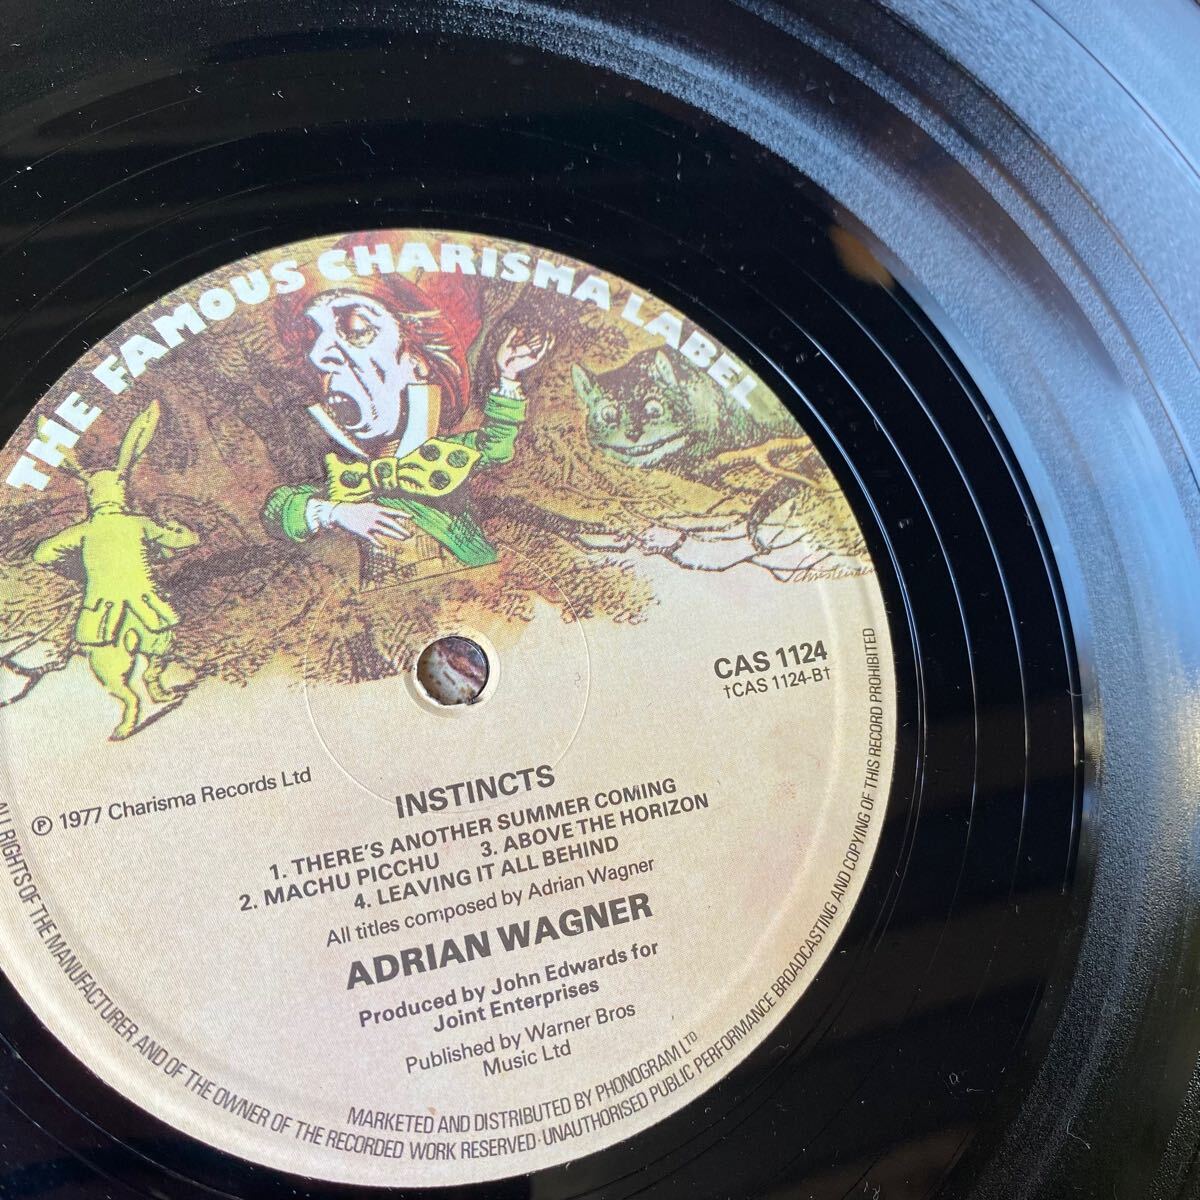 THE FAMOUS CHARISMA LABEL
CAS 1124
†CAS 1124-B†
℗ 1977 Charisma Records Ltd
INSTINCTS
1. THERE'S ANOTHER SUMMER COMING
2. MACHU PICCHU 3. ABOVE THE HORIZON
4. LEAVING IT ALL BEHIND
All titles composed by Adrian Wagner
ADRIAN WAGNER
Produced by John Edwards for
Joint Enterprises
Published by Warner Bros
Music Ltd
MARKETED AND DISTRIBUTED BY PHONOGRAM LTD
ALL RIGHTS OF THE MANUFACTURER AND OF THE OWNER OF THE RECORDED WORK RESERVED · UNAUTHORISED PUBLIC PERFORMANCE BROADCASTING AND COPYING OF THIS RECORD PROHIBITED